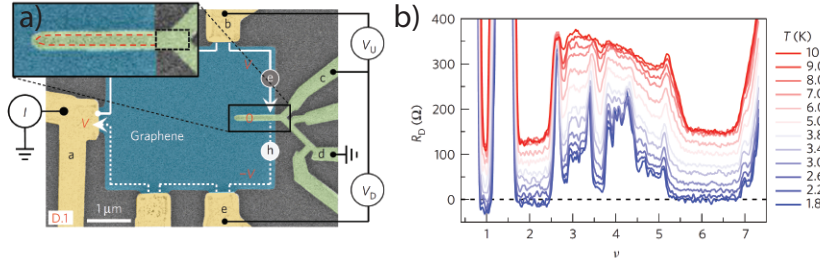 a)
b
V_U
e
c
I
V
0
Graphene
h
d
a
-V
V_D
D.1
1 μm
e
b)
R_D (Ω)
400
300
200
100
0
1 2 3 4 5 6 7
ν
T (K)
10
9.0
8.0
7.0
6.0
5.0
3.8
3.4
3.0
2.6
2.2
1.8